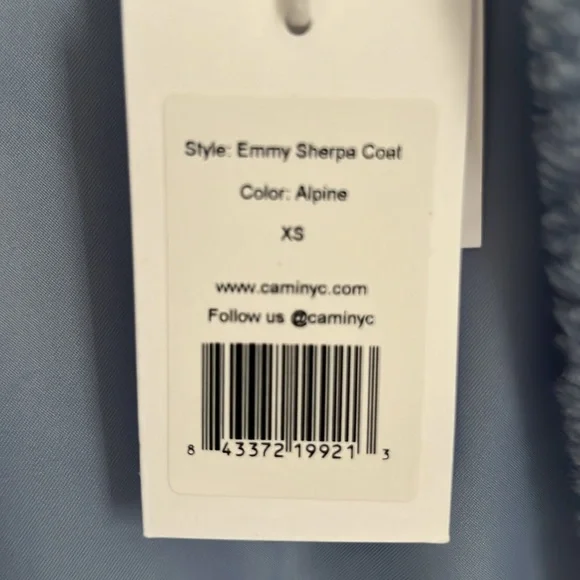 Style: Emmy Sherpa Coat
Color: Alpine
XS
www.caminyc.com
Follow us @caminyc
8 43372 19921 3